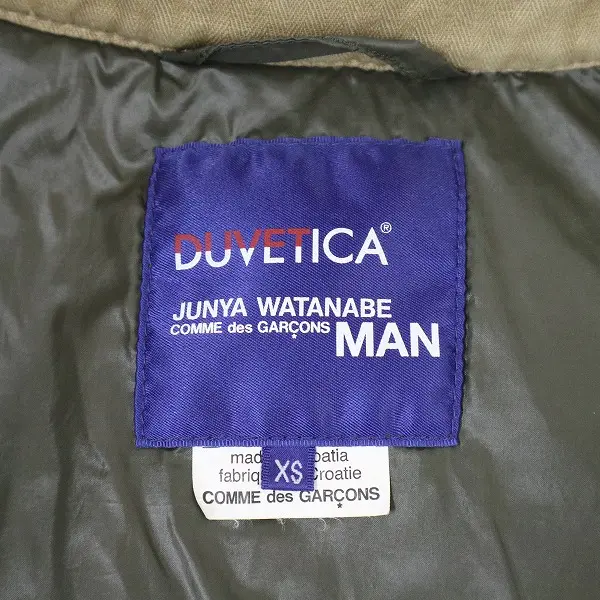 DUVETICA®
JUNYA WATANABE
COMME des GARÇONS MAN
XS
COMME des GARÇONS